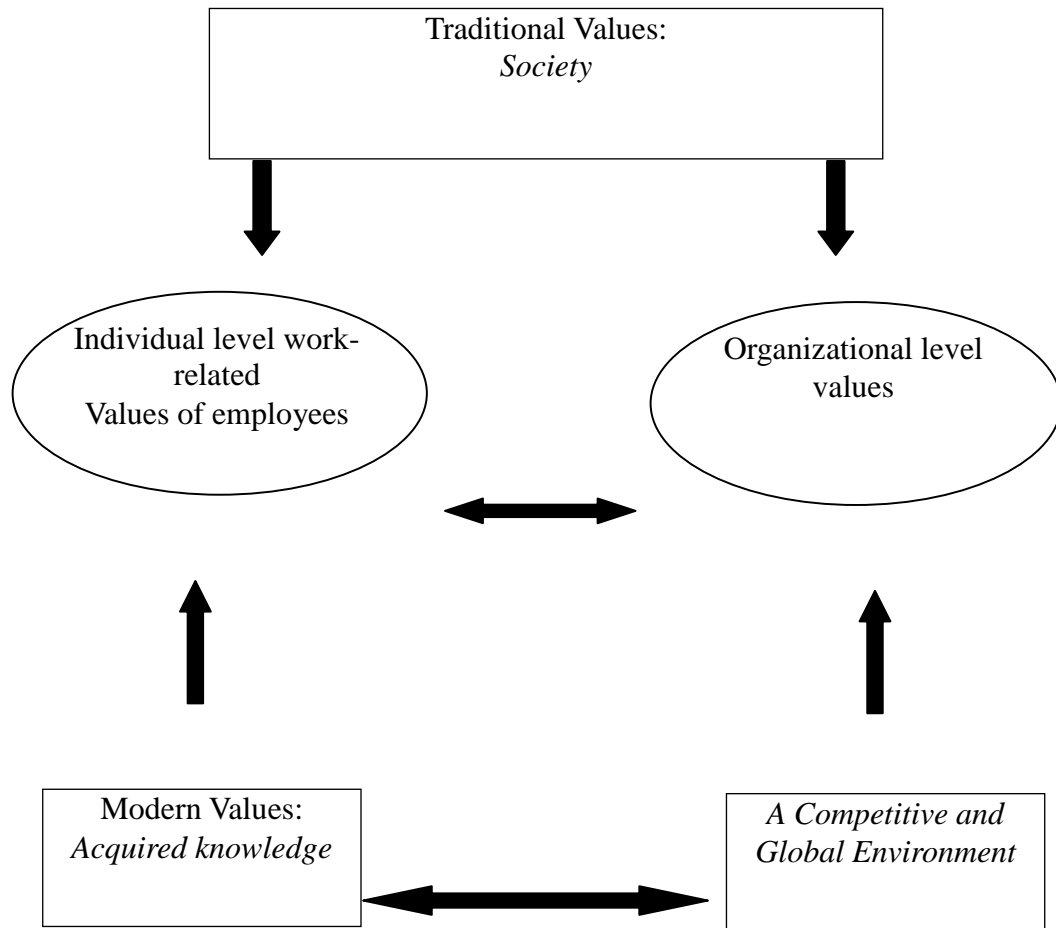 Traditional Values:
Society
Individual level work-
related
Values of employees
Organizational level
values
Modern Values:
Acquired knowledge
A Competitive and
Global Environment